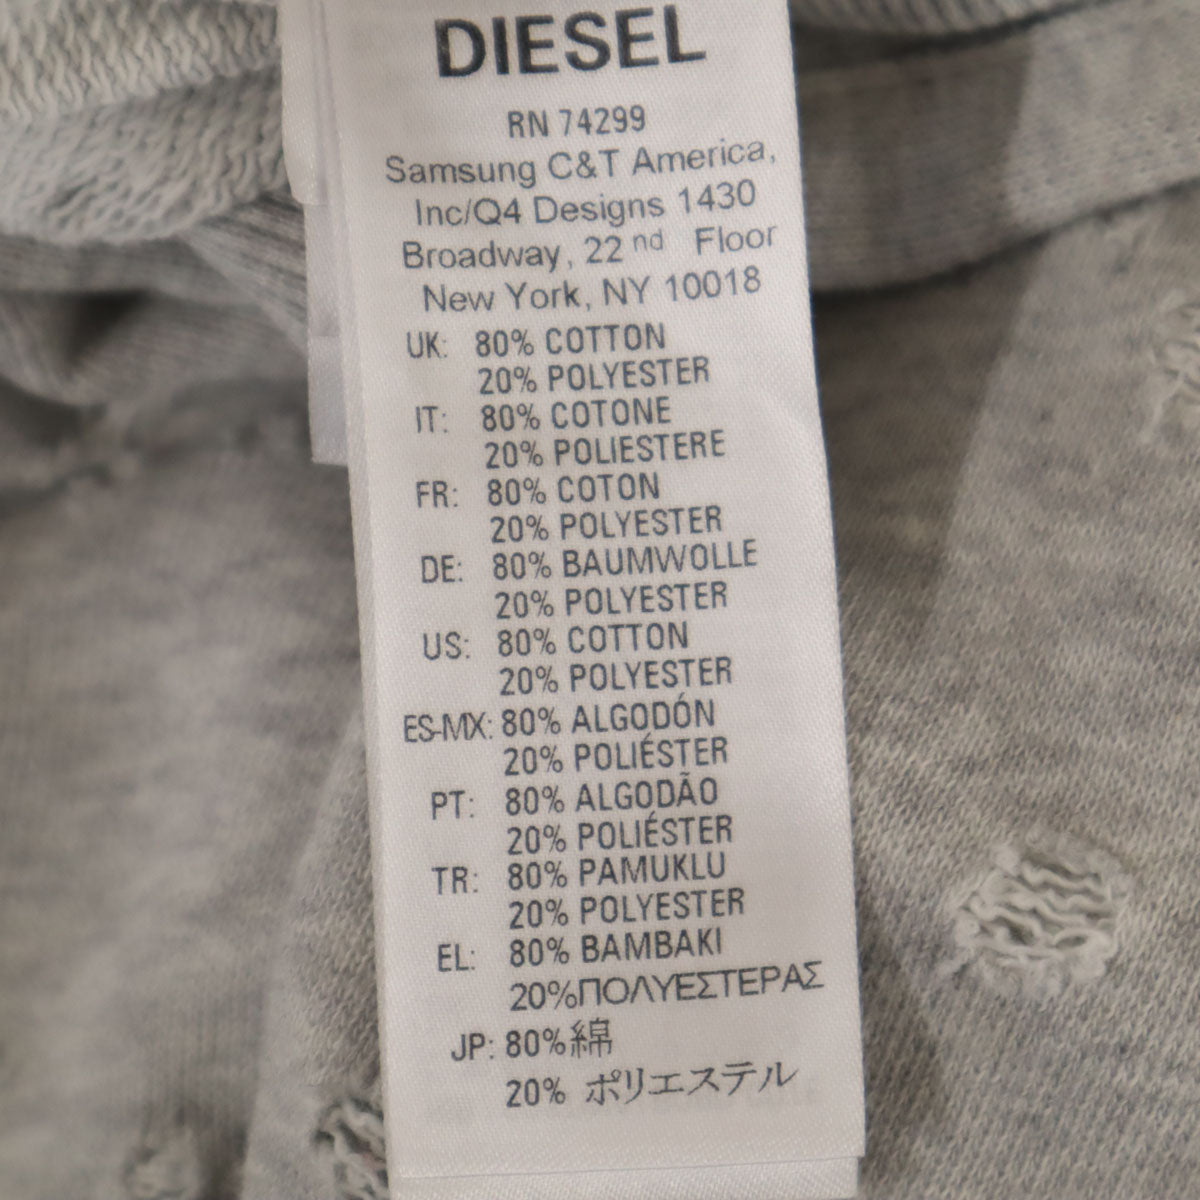 DIESEL
RN 74299
Samsung C&T America,
Inc/Q4 Designs 1430
Broadway, 22nd Floor
New York, NY 10018
UK: 80% COTTON
20% POLYESTER
IT: 80% COTONE
20% POLIESTERE
FR: 80% COTON
20% POLYESTER
DE: 80% BAUMWOLLE
20% POLYESTER
US: 80% COTTON
20% POLYESTER
ES-MX: 80% ALGODÓN
20% POLIÉSTER
PT: 80% ALGODÃO
20% POLIÉSTER
TR: 80% PAMUKLU
20% POLYESTER
EL: 80% BAMBAKI
20%ΠΟΛΥΕΣΤΕΡΑΣ
JP: 80%綿
20% ポリエステル